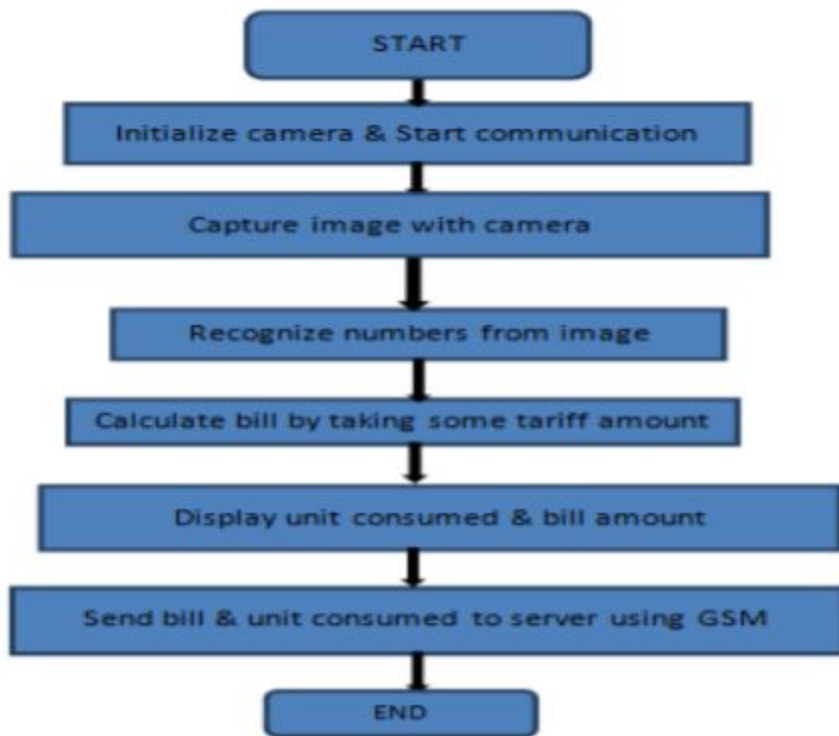 START
Initialize camera & Start communication
Capture image with camera
Recognize numbers from image
Calculate bill by taking some tariff amount
Display unit consumed & bill amount
Send bill & unit consumed to server using GSM
END